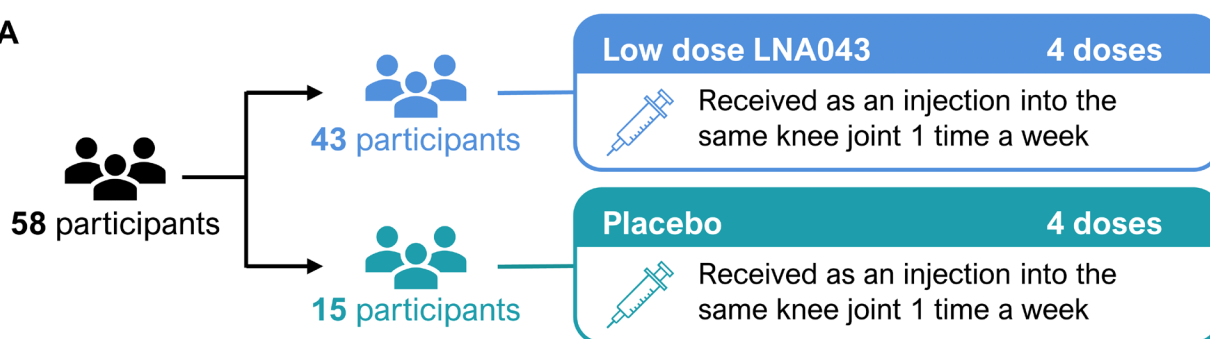 A
58 participants
43 participants
Low dose LNA043 4 doses
Received as an injection into the
same knee joint 1 time a week
15 participants
Placebo 4 doses
Received as an injection into the
same knee joint 1 time a week